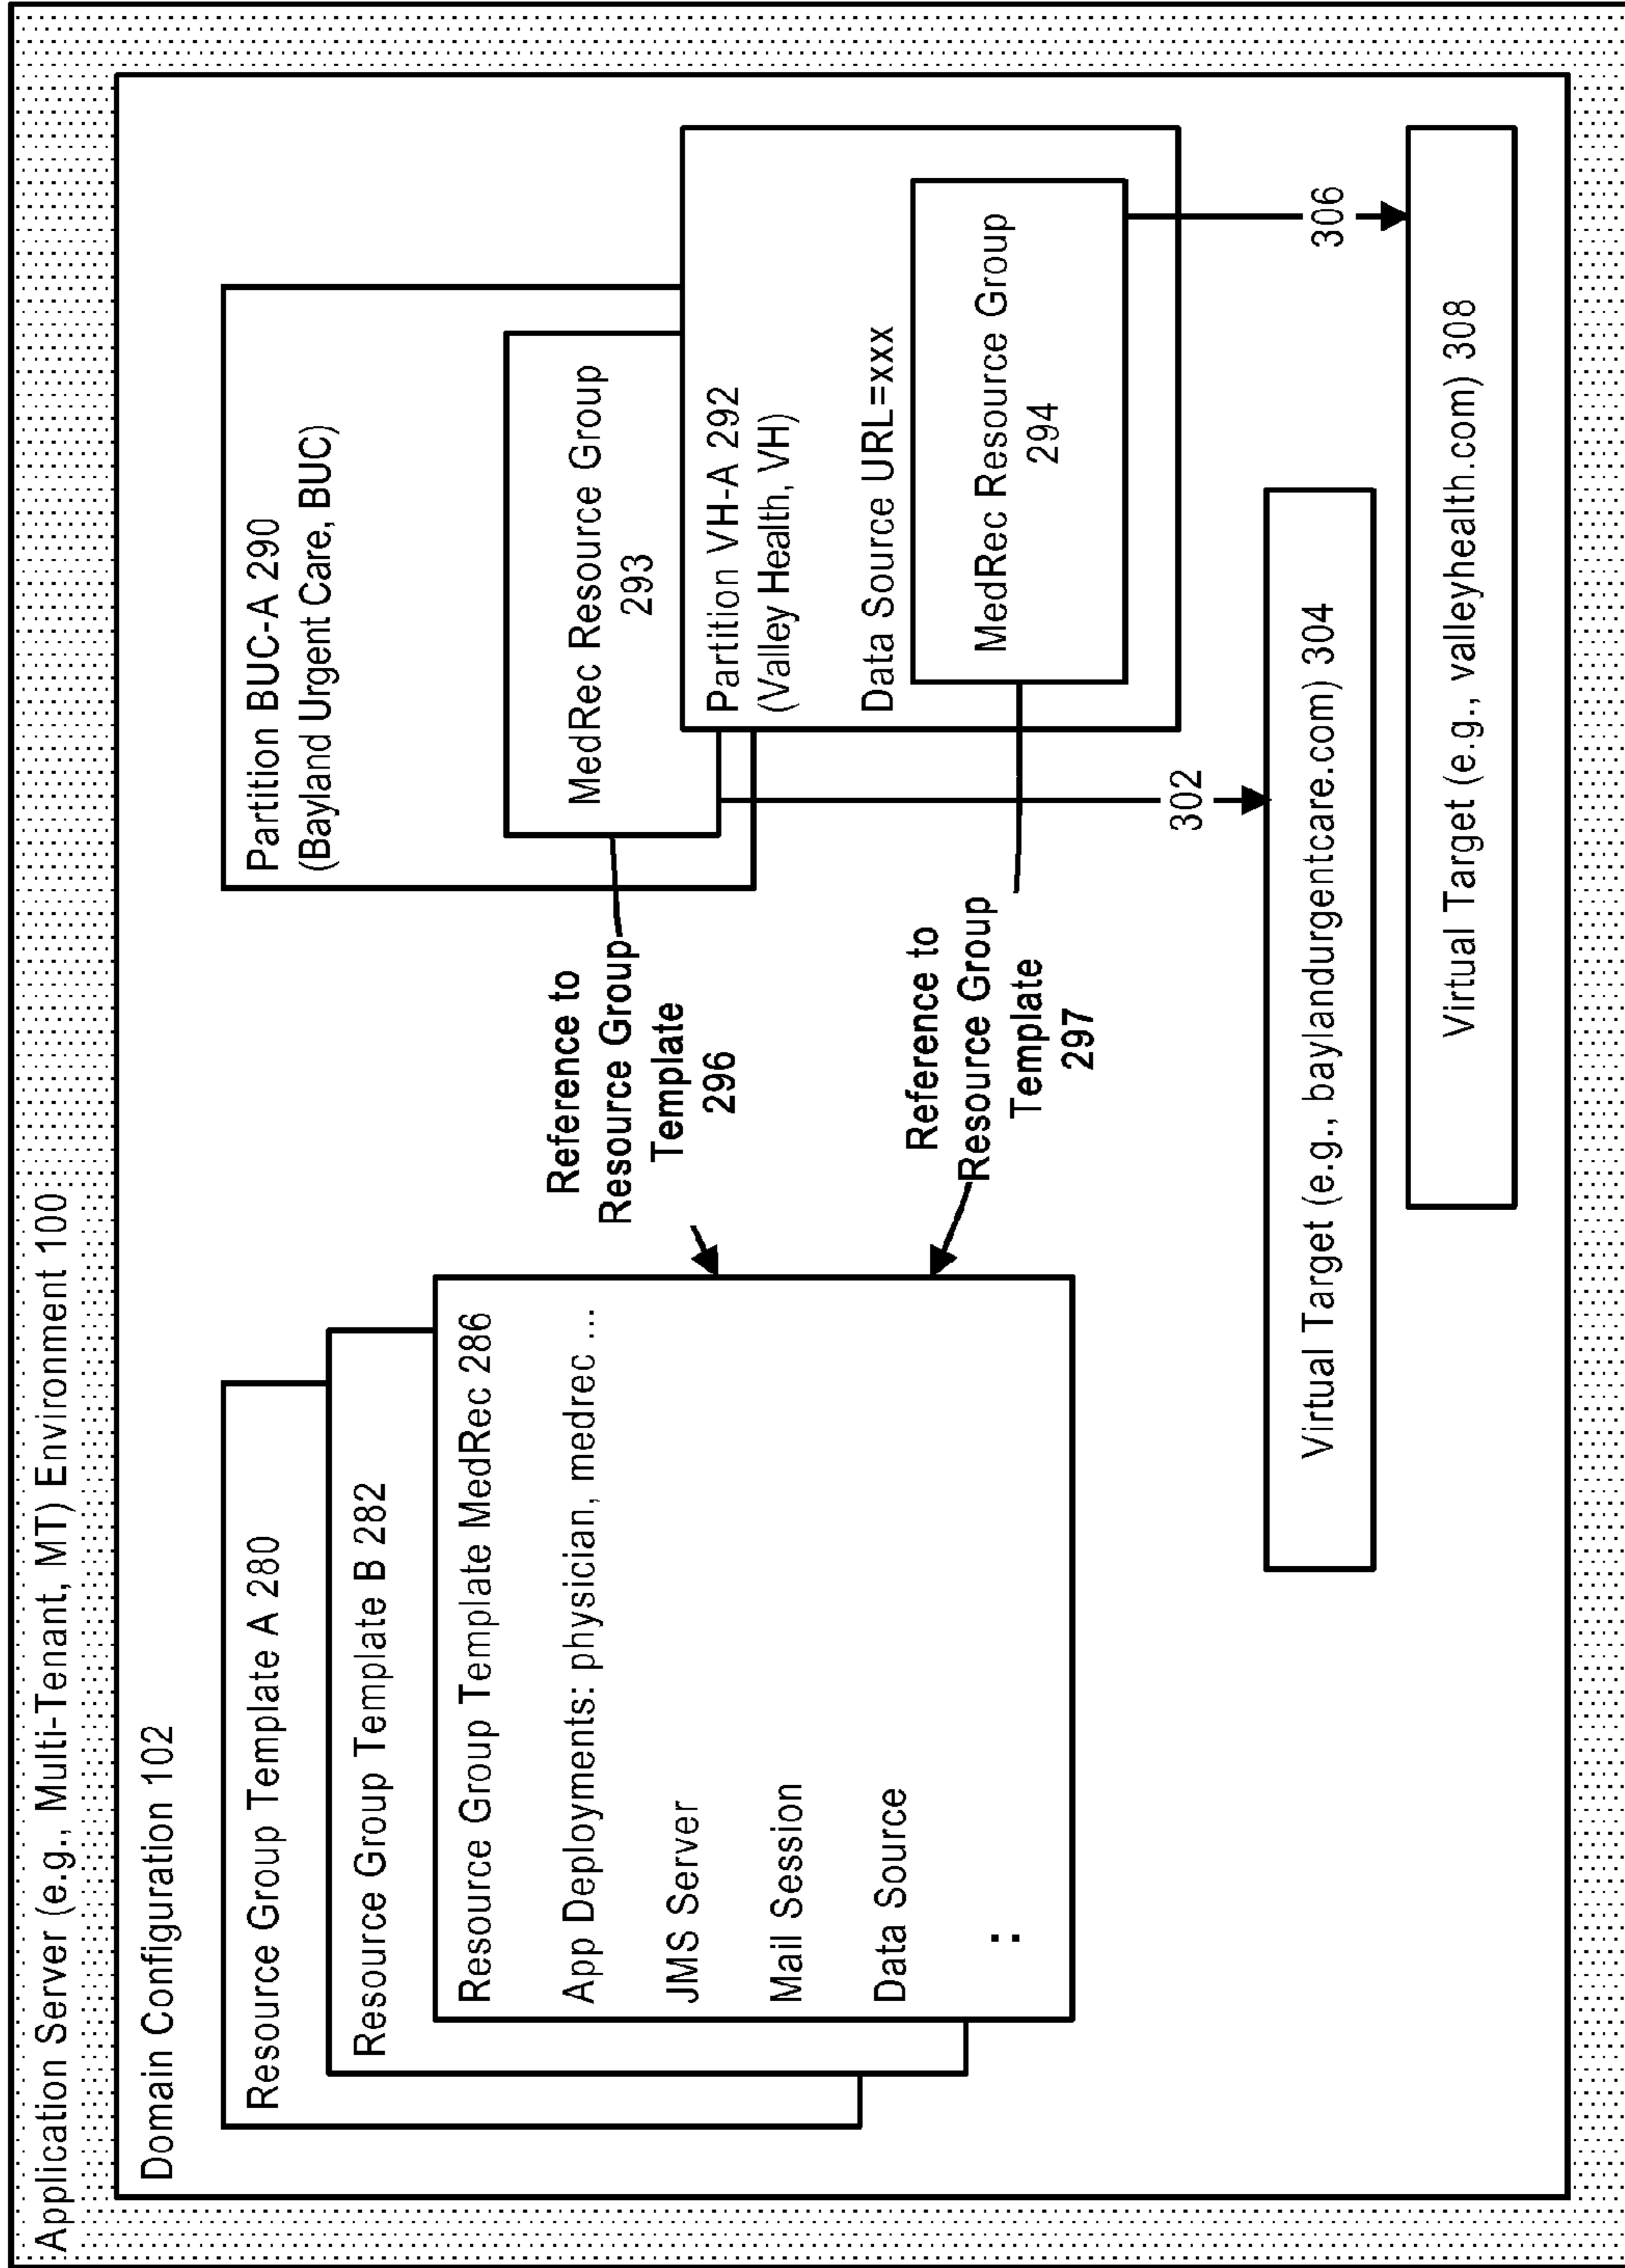 Application Server (e.g., Multi-Tenant, MT) Environment 100
Domain Configuration 102
Resource Group Template A 280
Resource Group Template B 282
Resource Group Template MedRec 286
App Deployments: physician, medrec ...
JMS Server
Mail Session
Data Source
:
Reference to
Resource Group
Template
296
Reference to
Resource Group
Template
297
Partition BUC-A 290
(Bayland Urgent Care, BUC)
MedRec Resource Group
293
Partition VH-A 292
(Valley Health, VH)
Data Source URL=xxx
MedRec Resource Group
294
302
306
Virtual Target (e.g., baylandurgentcare.com) 304
Virtual Target (e.g., valleyhealth.com) 308